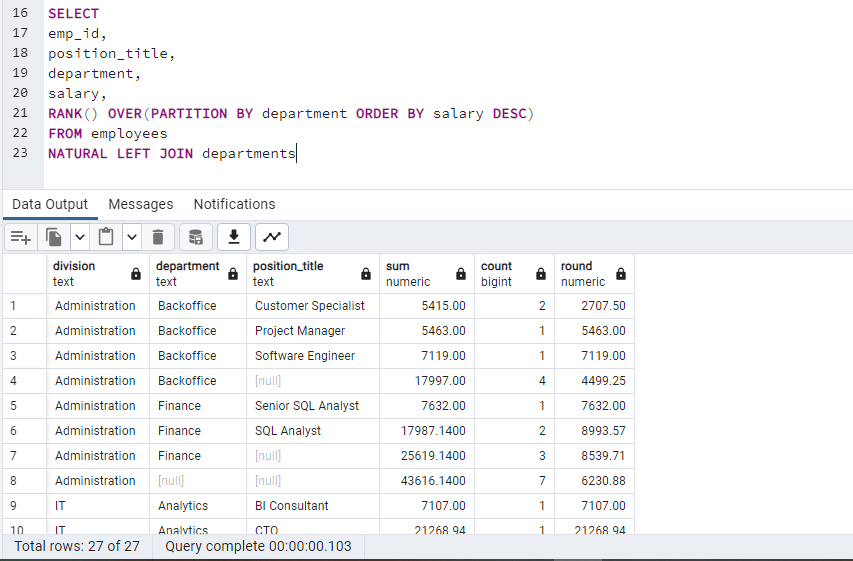 16 SELECT
17 emp_id,
18 position_title,
19 department,
20 salary,
21 RANK() OVER(PARTITION BY department ORDER BY salary DESC)
22 FROM employees
23 NATURAL LEFT JOIN departments
Data Output Messages Notifications
division department position_title sum count round
text text text numeric bigint numeric
1 Administration Backoffice Customer Specialist 5415.00 2 2707.50
2 Administration Backoffice Project Manager 5463.00 1 5463.00
3 Administration Backoffice Software Engineer 7119.00 1 7119.00
4 Administration Backoffice [null] 17997.00 4 4499.25
5 Administration Finance Senior SQL Analyst 7632.00 1 7632.00
6 Administration Finance SQL Analyst 17987.1400 2 8993.57
7 Administration Finance [null] 25619.1400 3 8539.71
8 Administration [null] [null] 43616.1400 7 6230.88
9 IT Analytics BI Consultant 7107.00 1 7107.00
10 IT Analytics CTO 21268.94 1 21268.94
Total rows: 27 of 27 Query complete 00:00:00.103